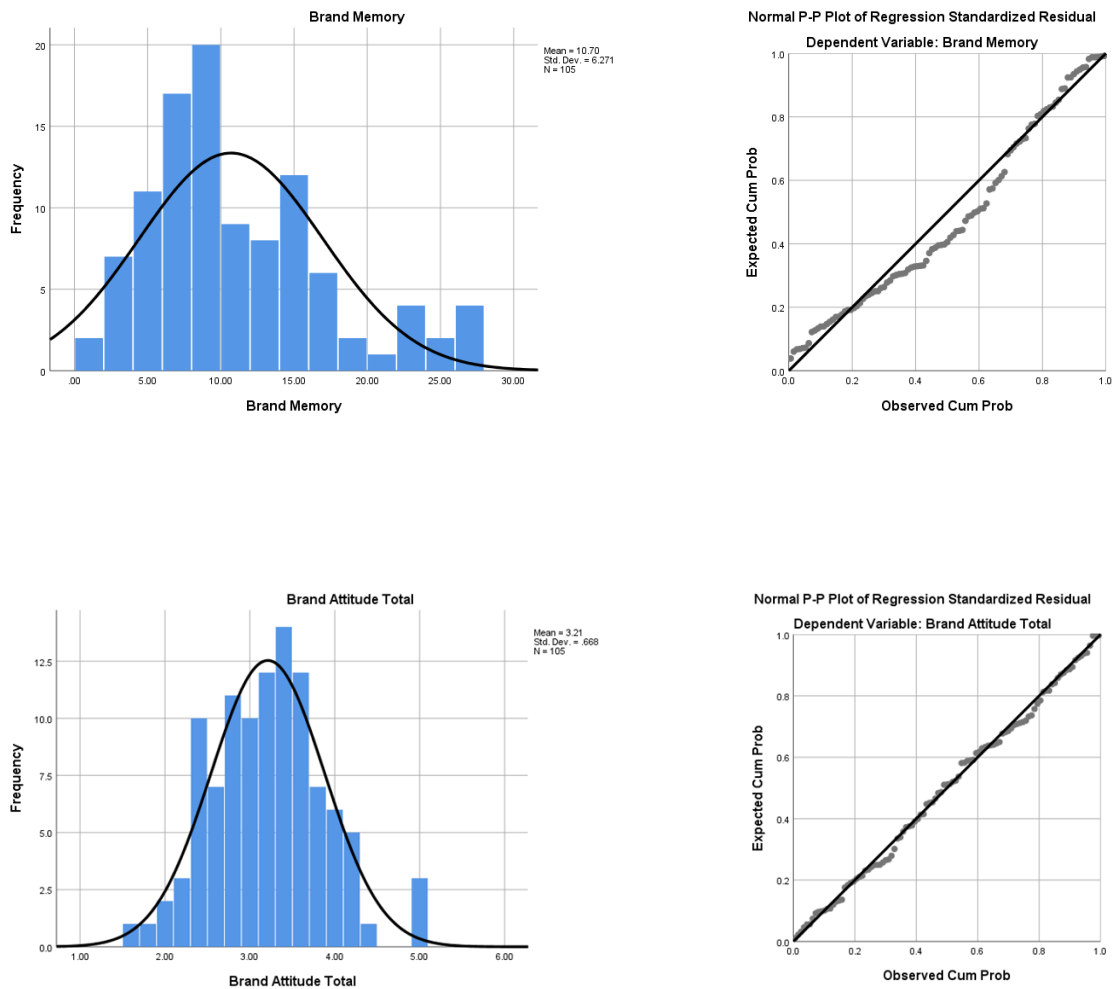 Brand Memory
Mean = 10.70
Std. Dev. = 6.271
N = 105
20
15
10
5
0
Frequency
.00 5.00 10.00 15.00 20.00 25.00 30.00
Brand Memory
Normal P-P Plot of Regression Standardized Residual
Dependent Variable: Brand Memory
1.0
0.8
0.6
0.4
0.2
0.0
Expected Cum Prob
0.0 0.2 0.4 0.6 0.8 1.0
Observed Cum Prob
Brand Attitude Total
Mean = 3.21
Std. Dev. = .668
N = 105
12.5
10.0
7.5
5.0
2.5
0.0
Frequency
1.00 2.00 3.00 4.00 5.00 6.00
Brand Attitude Total
Normal P-P Plot of Regression Standardized Residual
Dependent Variable: Brand Attitude Total
1.0
0.8
0.6
0.4
0.2
0.0
Expected Cum Prob
0.0 0.2 0.4 0.6 0.8 1.0
Observed Cum Prob